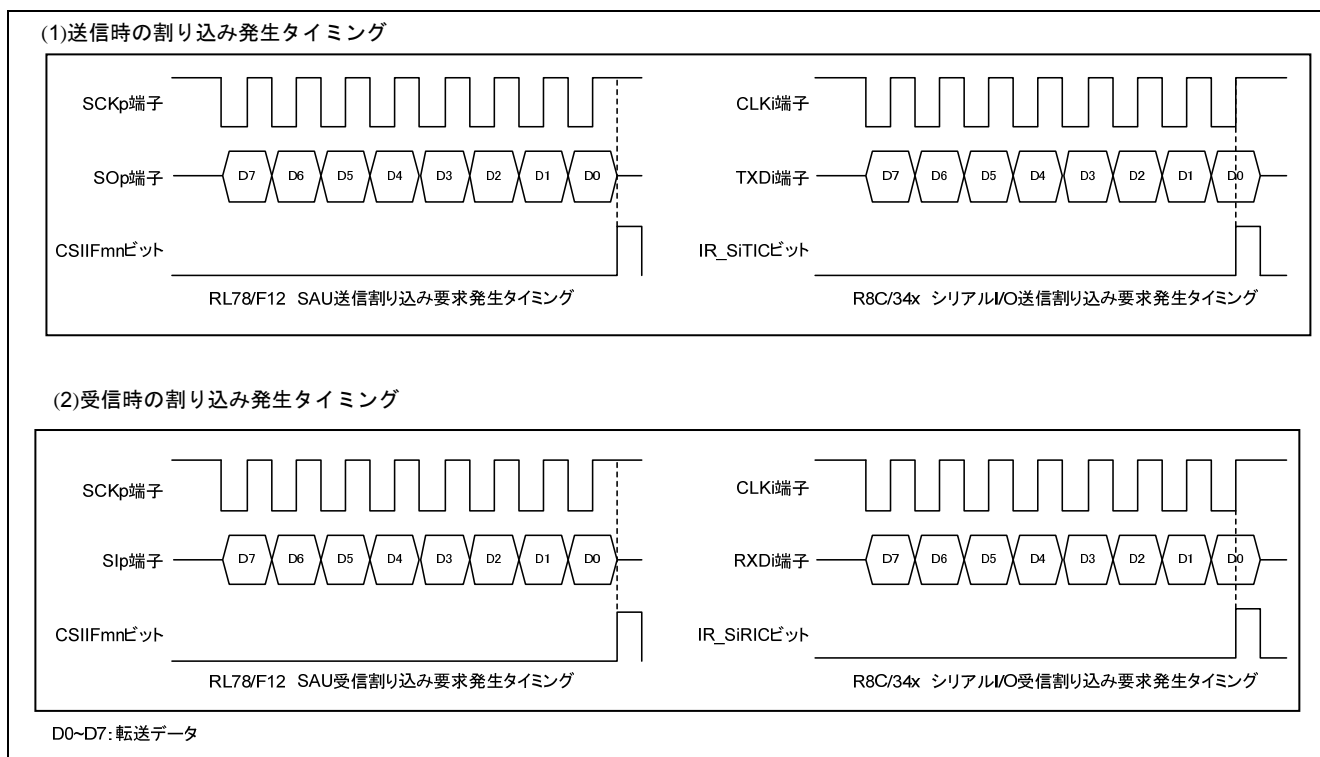 (1)送信時の割り込み発生タイミング
SCKp端子
SOp端子 D7 D6 D5 D4 D3 D2 D1 D0
CSIIFmnビット
RL78/F12 SAU送信割り込み要求発生タイミング
CLKi端子
TXDi端子 D7 D6 D5 D4 D3 D2 D1 D0
IR_SiTICビット
R8C/34x シリアルI/O送信割り込み要求発生タイミング
(2)受信時の割り込み発生タイミング
SCKp端子
SIp端子 D7 D6 D5 D4 D3 D2 D1 D0
CSIIFmnビット
RL78/F12 SAU受信割り込み要求発生タイミング
CLKi端子
RXDi端子 D7 D6 D5 D4 D3 D2 D1 D0
IR_SiRICビット
R8C/34x シリアルI/O受信割り込み要求発生タイミング
D0~D7:転送データ